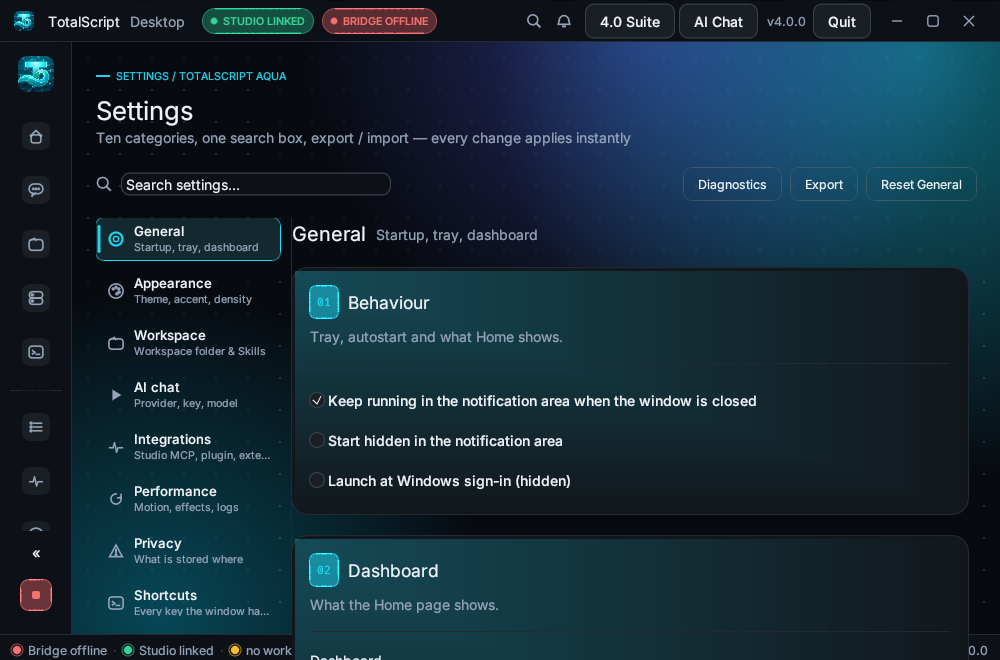 TotalScript Desktop STUDIO LINKED BRIDGE OFFLINE 4.0 Suite AI Chat v4.0.0 Quit
SETTINGS / TOTALSCRIPT AQUA
Settings
Ten categories, one search box, export / import — every change applies instantly
Search settings...
Diagnostics Export Reset General
General
Startup, tray, dashboard
Appearance
Theme, accent, density
Workspace
Workspace folder & Skills
AI chat
Provider, key, model
Integrations
Studio MCP, plugin, exte...
Performance
Motion, effects, logs
Privacy
What is stored where
Shortcuts
Every key the window ha...
General Startup, tray, dashboard
01 Behaviour
Tray, autostart and what Home shows.
Keep running in the notification area when the window is closed
Start hidden in the notification area
Launch at Windows sign-in (hidden)
02 Dashboard
What the Home page shows.
Dashboard
«
Bridge offline · Studio linked · no work
0.0